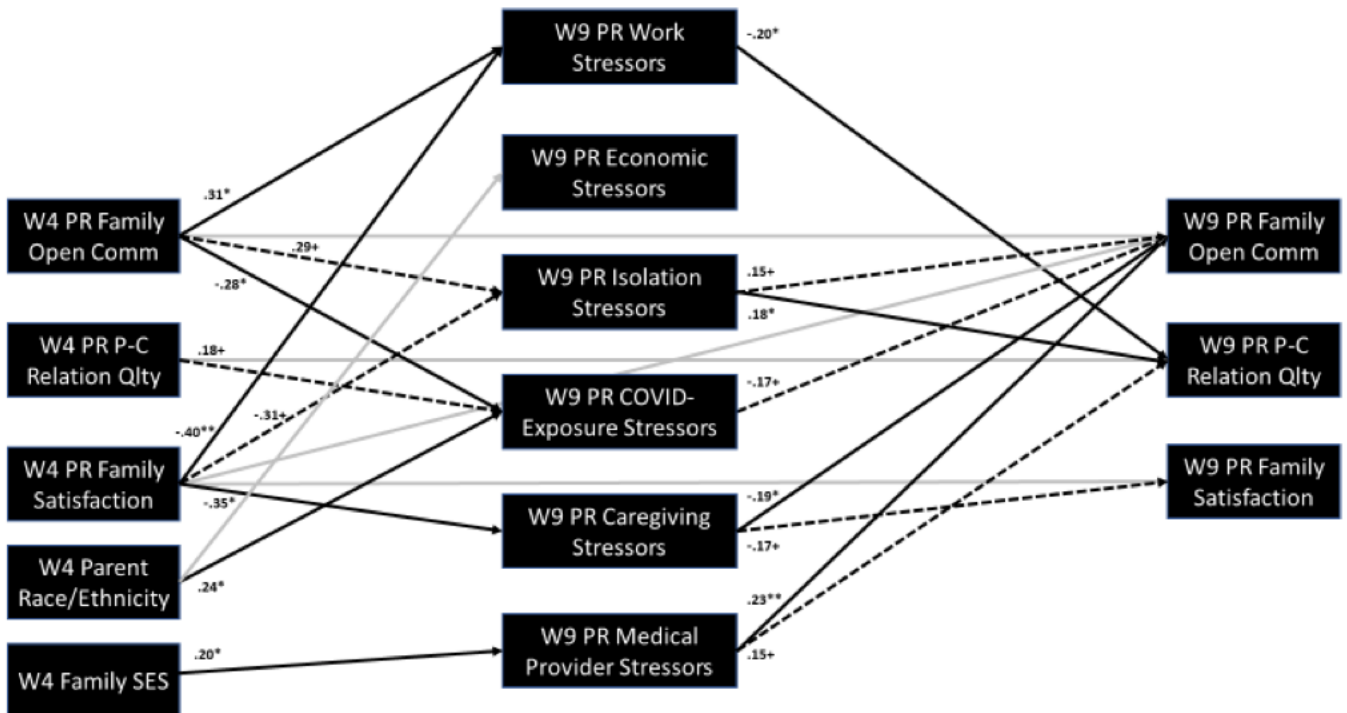 W9 PR Work
Stressors
-.20*
W9 PR Economic
Stressors
.31*
W4 PR Family
Open Comm
.29+
-.28*
W9 PR Isolation
Stressors
.15+
.18*
W9 PR Family
Open Comm
W4 PR P-C
Relation Qlty
.18+
W9 PR P-C
Relation Qlty
W9 PR COVID-
Exposure Stressors
-.17+
-.31+
-.40**
W4 PR Family
Satisfaction
-.35*
W9 PR Family
Satisfaction
W9 PR Caregiving
Stressors
-.19*
-.17+
W4 Parent
Race/Ethnicity
.24*
W9 PR Medical
Provider Stressors
.23**
.15+
W4 Family SES
.20*